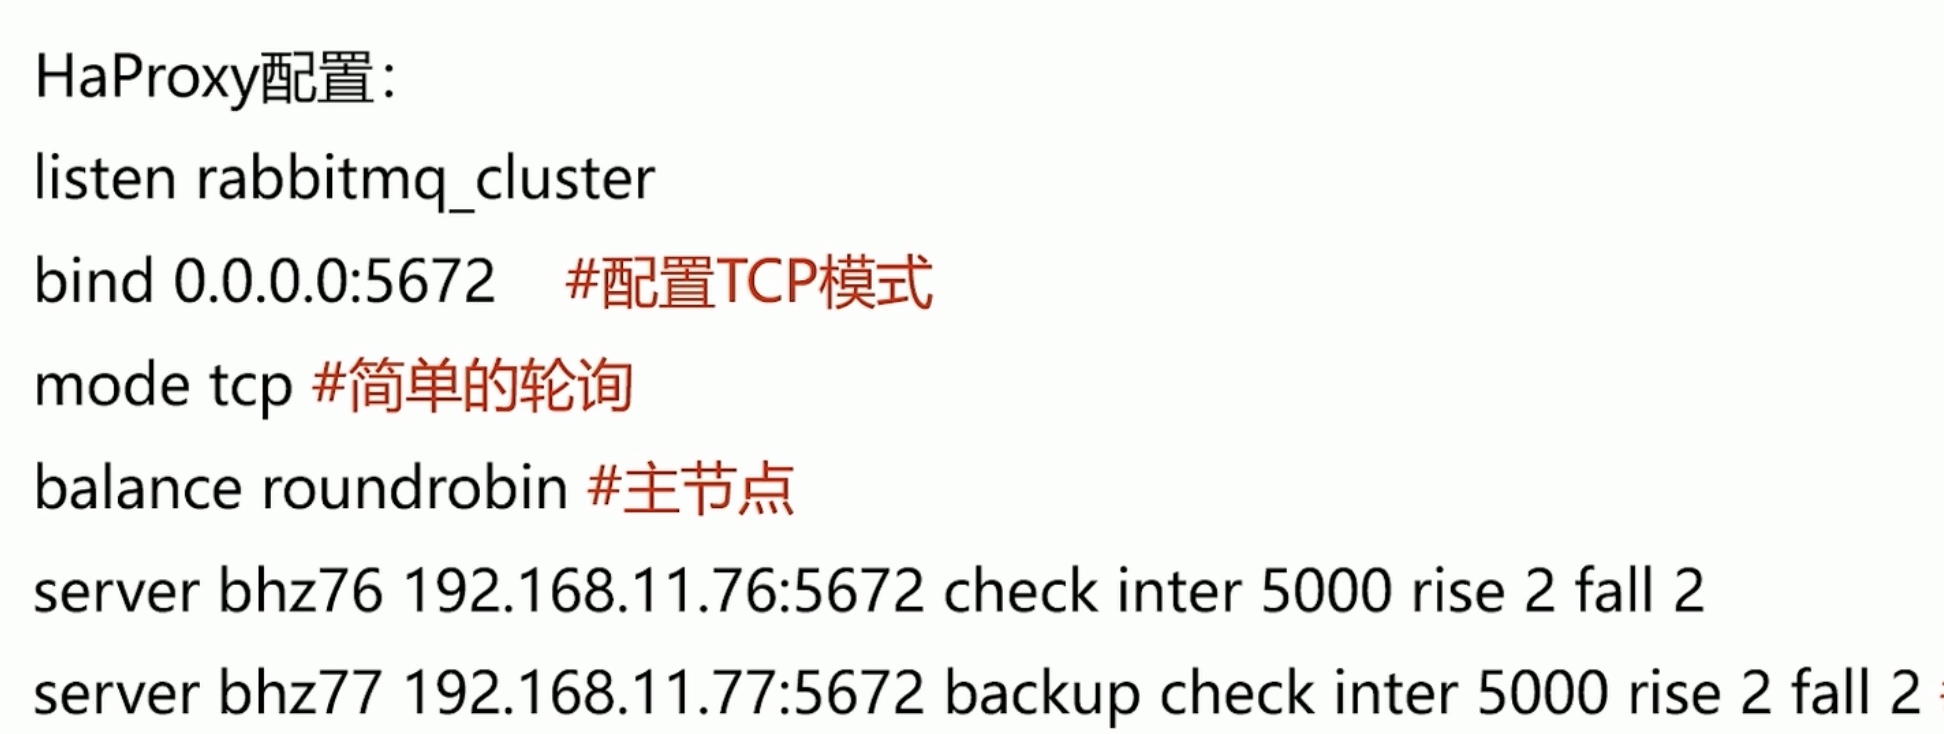 HaProxy配置：
listen rabbitmq_cluster
bind 0.0.0.0:5672 #配置TCP模式
mode tcp #简单的轮询
balance roundrobin #主节点
server bhz76 192.168.11.76:5672 check inter 5000 rise 2 fall 2
server bhz77 192.168.11.77:5672 backup check inter 5000 rise 2 fall 2